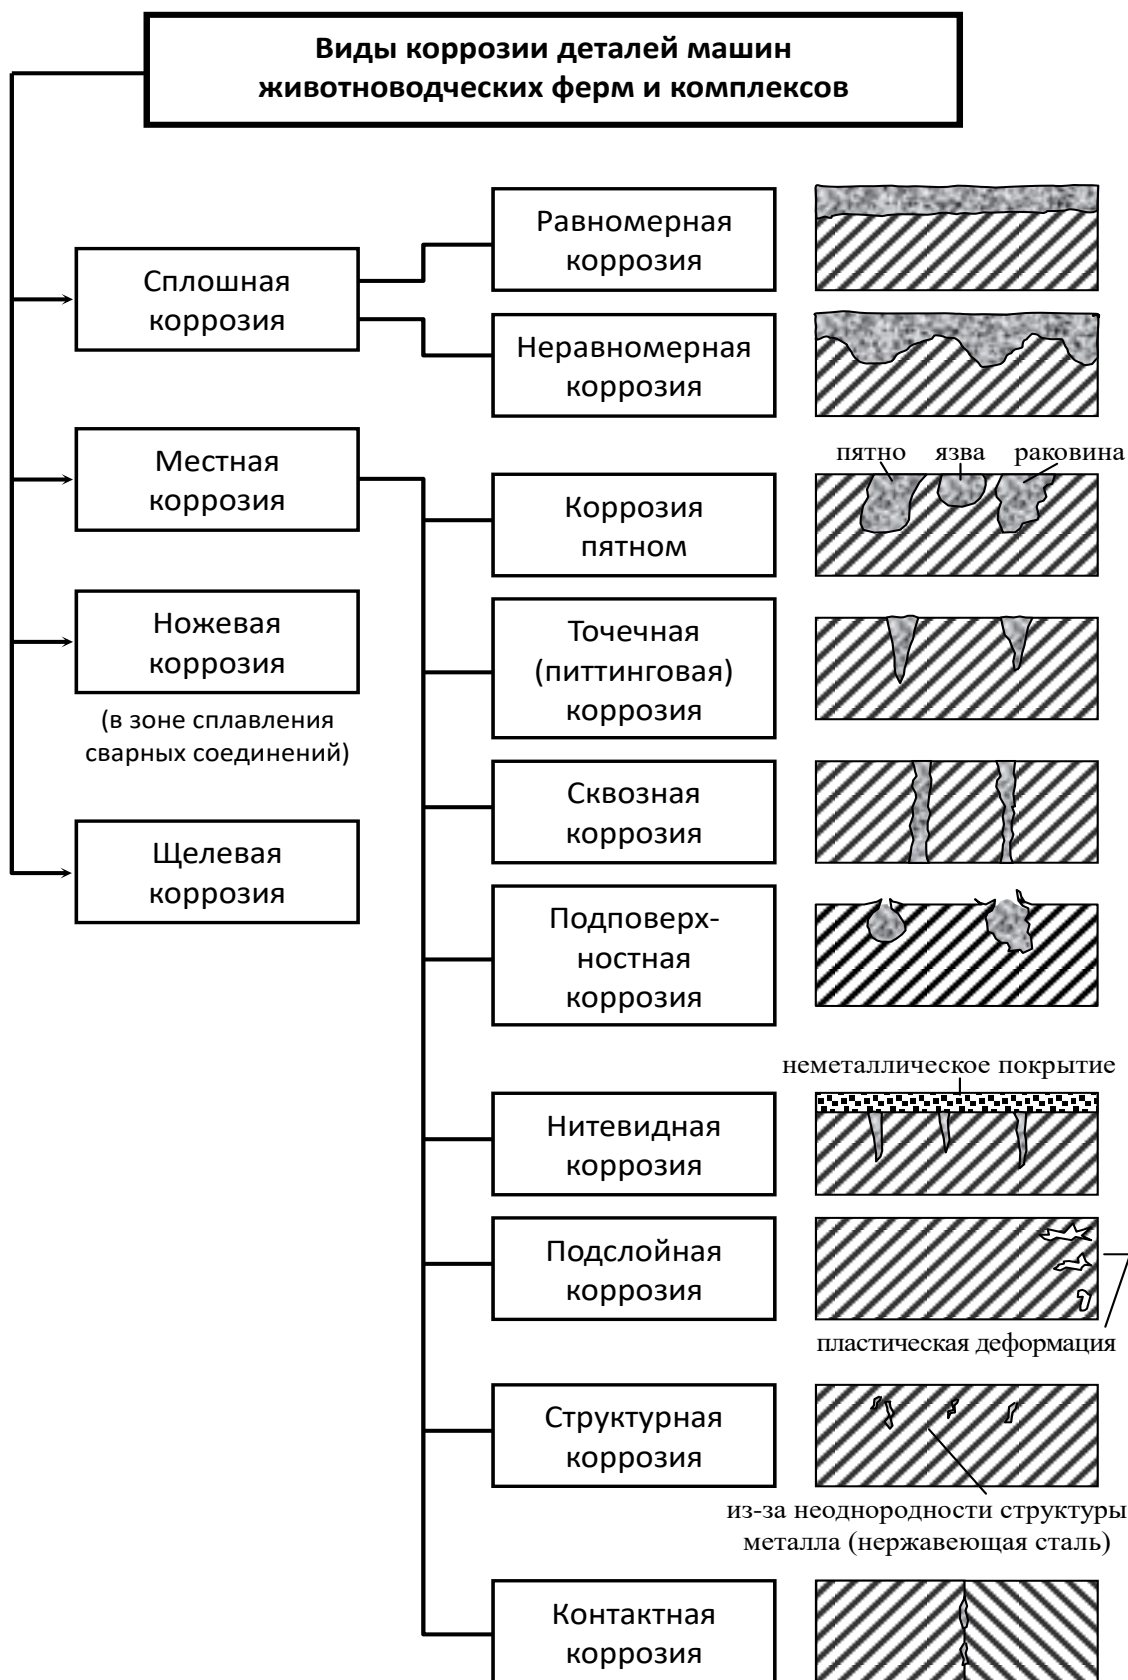 Виды коррозии деталей машин
животноводческих ферм и комплексов
Сплошная
коррозия
Равномерная
коррозия
Неравномерная
коррозия
Местная
коррозия
пятно язва раковина
Коррозия
пятном
Точечная
(питтинговая)
коррозия
Сквозная
коррозия
Подповерх-
ностная
коррозия
неметаллическое покрытие
Нитевидная
коррозия
Подслойная
коррозия
пластическая деформация
Структурная
коррозия
из-за неоднородности структуры
металла (нержавеющая сталь)
Контактная
коррозия
Ножевая
коррозия
(в зоне сплавления
сварных соединений)
Щелевая
коррозия